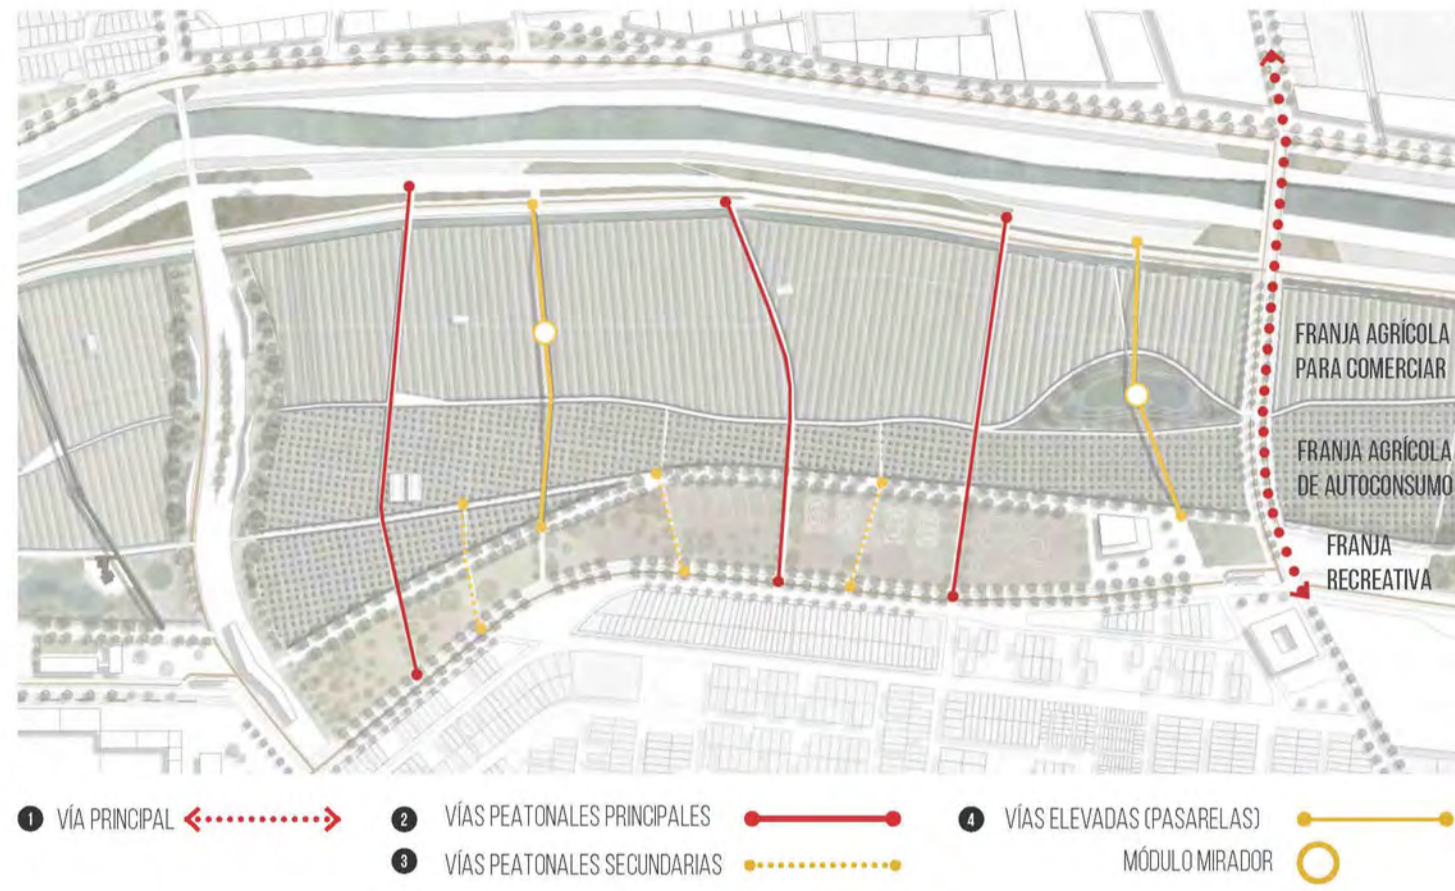 FRANJA AGRÍCOLA
PARA COMERCIAR
FRANJA AGRÍCOLA
DE AUTOCONSUMO
FRANJA
RECREATIVA
1 VÍA PRINCIPAL
2 VÍAS PEATONALES PRINCIPALES
3 VÍAS PEATONALES SECUNDARIAS
4 VÍAS ELEVADAS (PASARELAS)
MÓDULO MIRADOR